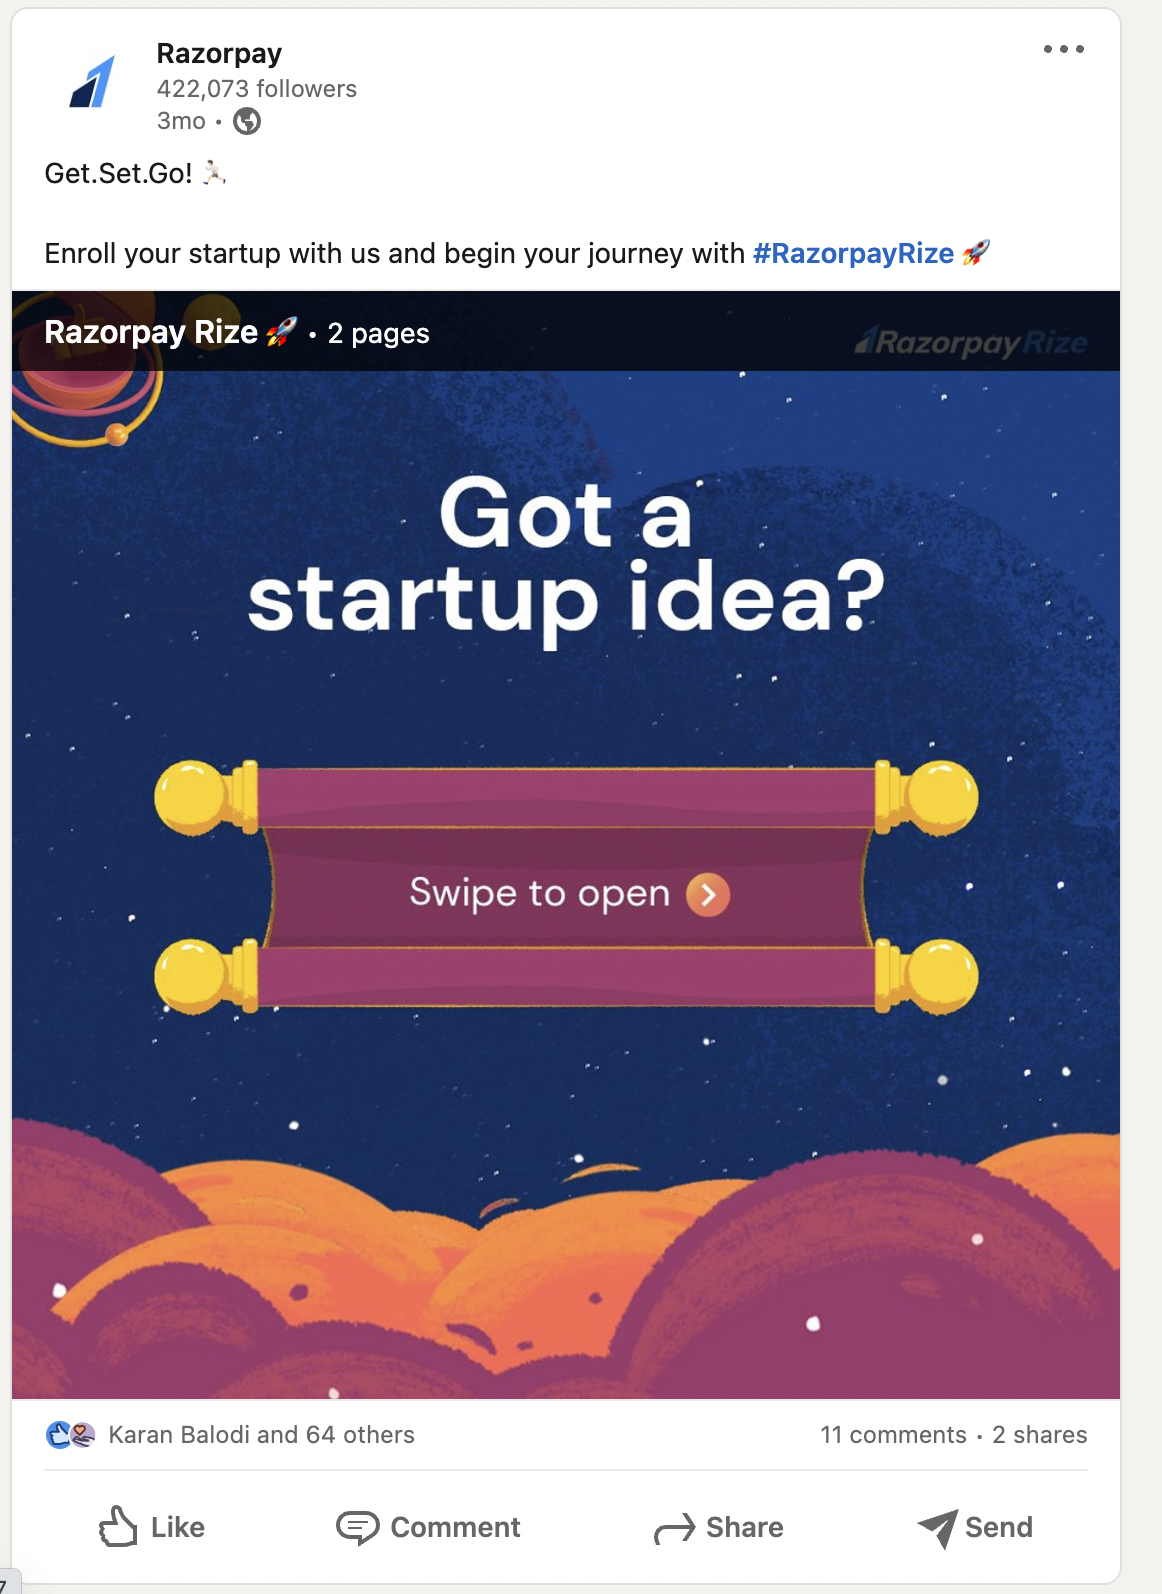 Razorpay
422,073 followers
3mo •
Get.Set.Go! 🏃🏻
Enroll your startup with us and begin your journey with #RazorpayRize 🚀
Razorpay Rize 🚀 • 2 pages
RazorpayRize
Got a
startup idea?
Swipe to open
Karan Balodi and 64 others
11 comments • 2 shares
Like
Comment
Share
Send
7